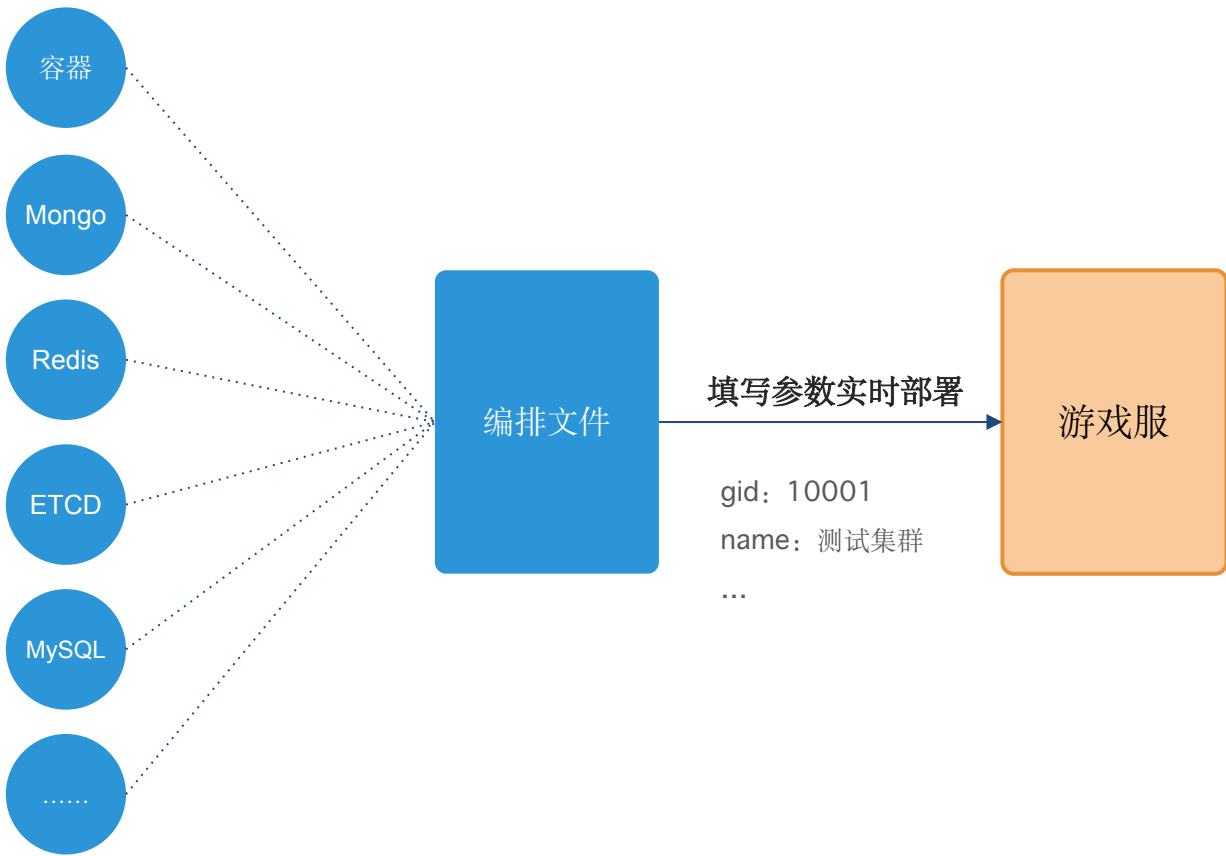 容器
Mongo
Redis
ETCD
MySQL
......
编排文件
填写参数实时部署
gid：10001
name：测试集群
...
游戏服